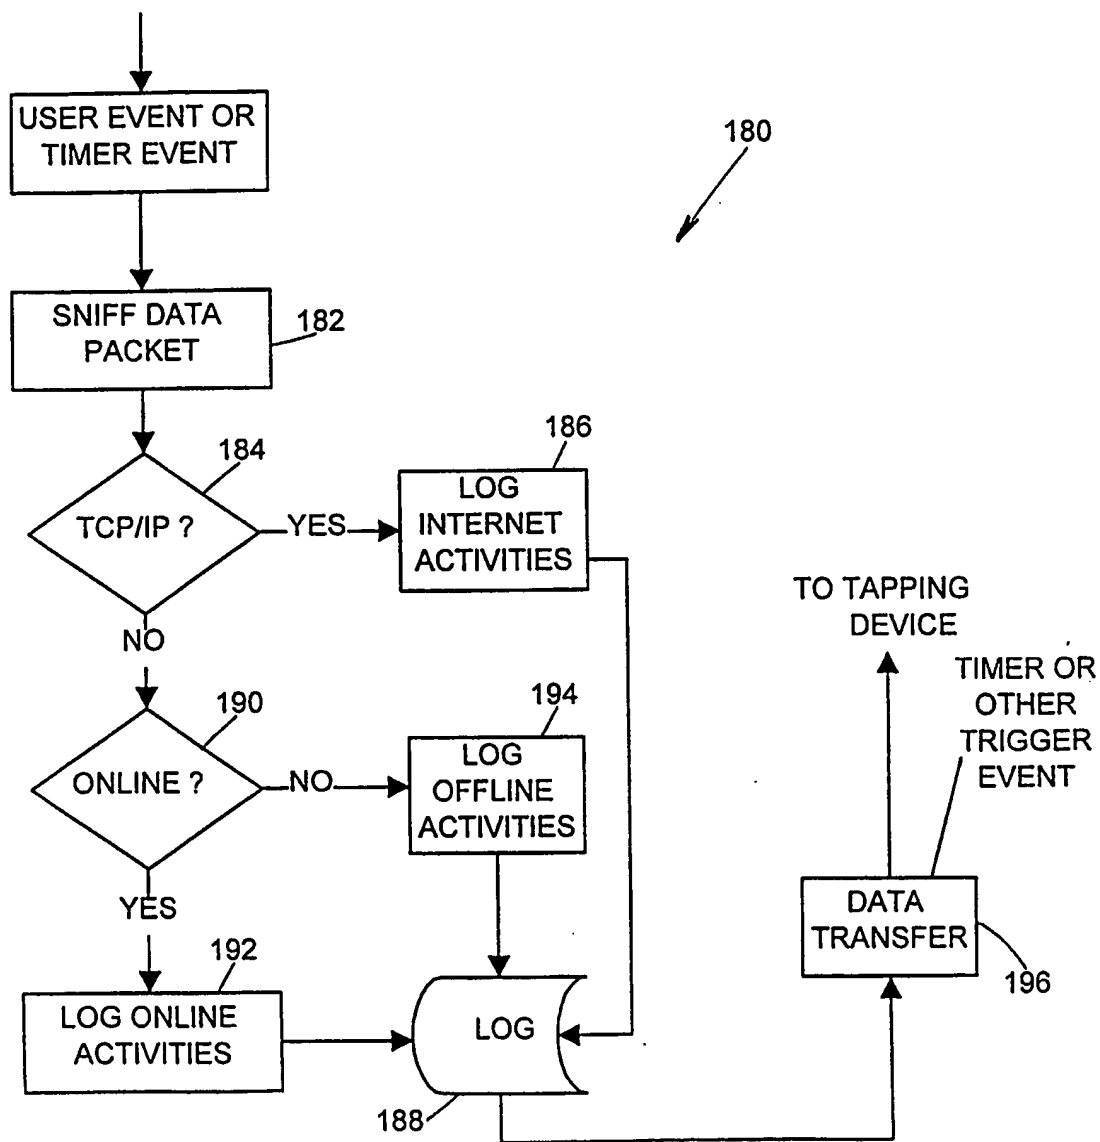 USER EVENT OR
TIMER EVENT
180
SNIFF DATA
PACKET
182
184
TCP/IP ?
YES
186
LOG
INTERNET
ACTIVITIES
NO
TO TAPPING
DEVICE
TIMER OR
OTHER
TRIGGER
EVENT
190
ONLINE ?
NO
194
LOG
OFFLINE
ACTIVITIES
YES
DATA
TRANSFER
196
192
LOG ONLINE
ACTIVITIES
LOG
188